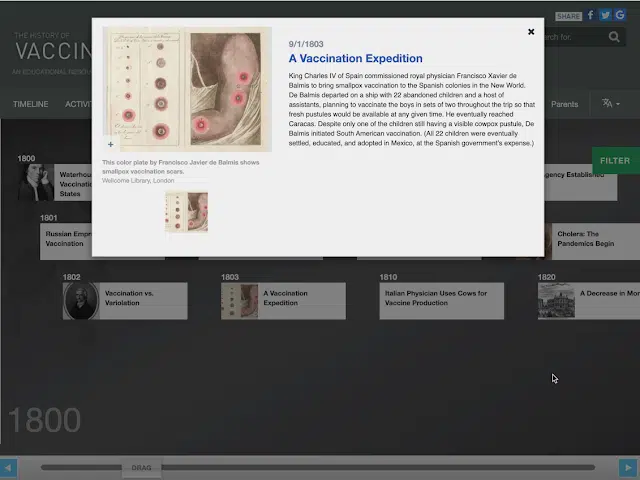 SHARE
THE HISTORY OF
VACCIN
AN EDUCATIONAL RESOU
ch for:
TIMELINE
ACTIVI
Parents
9/1/1803
A Vaccination Expedition
King Charles IV of Spain commissioned royal physician Francisco Xavier de
Balmis to bring smallpox vaccination to the Spanish colonies in the New World.
De Balmis departed on a ship with 22 abandoned children and a host of
assistants, planning to vaccinate the boys in sets of two throughout the trip so that
fresh pustules would be available at any given time. He eventually reached
Caracas. Despite only one of the children still having a visible cowpox pustule, De
Balmis initiated South American vaccination. (All 22 children were eventually
settled, educated, and adopted in Mexico, at the Spanish government's expense.)
This color plate by Francisco Javier de Balmis shows
smallpox vaccination scars.
Wellcome Library, London
FILTER
1800
Waterhou
Vaccinatio
States
gency Established
1801
Russian Emp
Vaccination
Cholera: The
Pandemics Begin
1802
Vaccination vs.
Variolation
1803
A Vaccination
Expedition
1810
Italian Physician Uses Cows for
Vaccine Production
1820
A Decrease in Mor
1800
DRAG